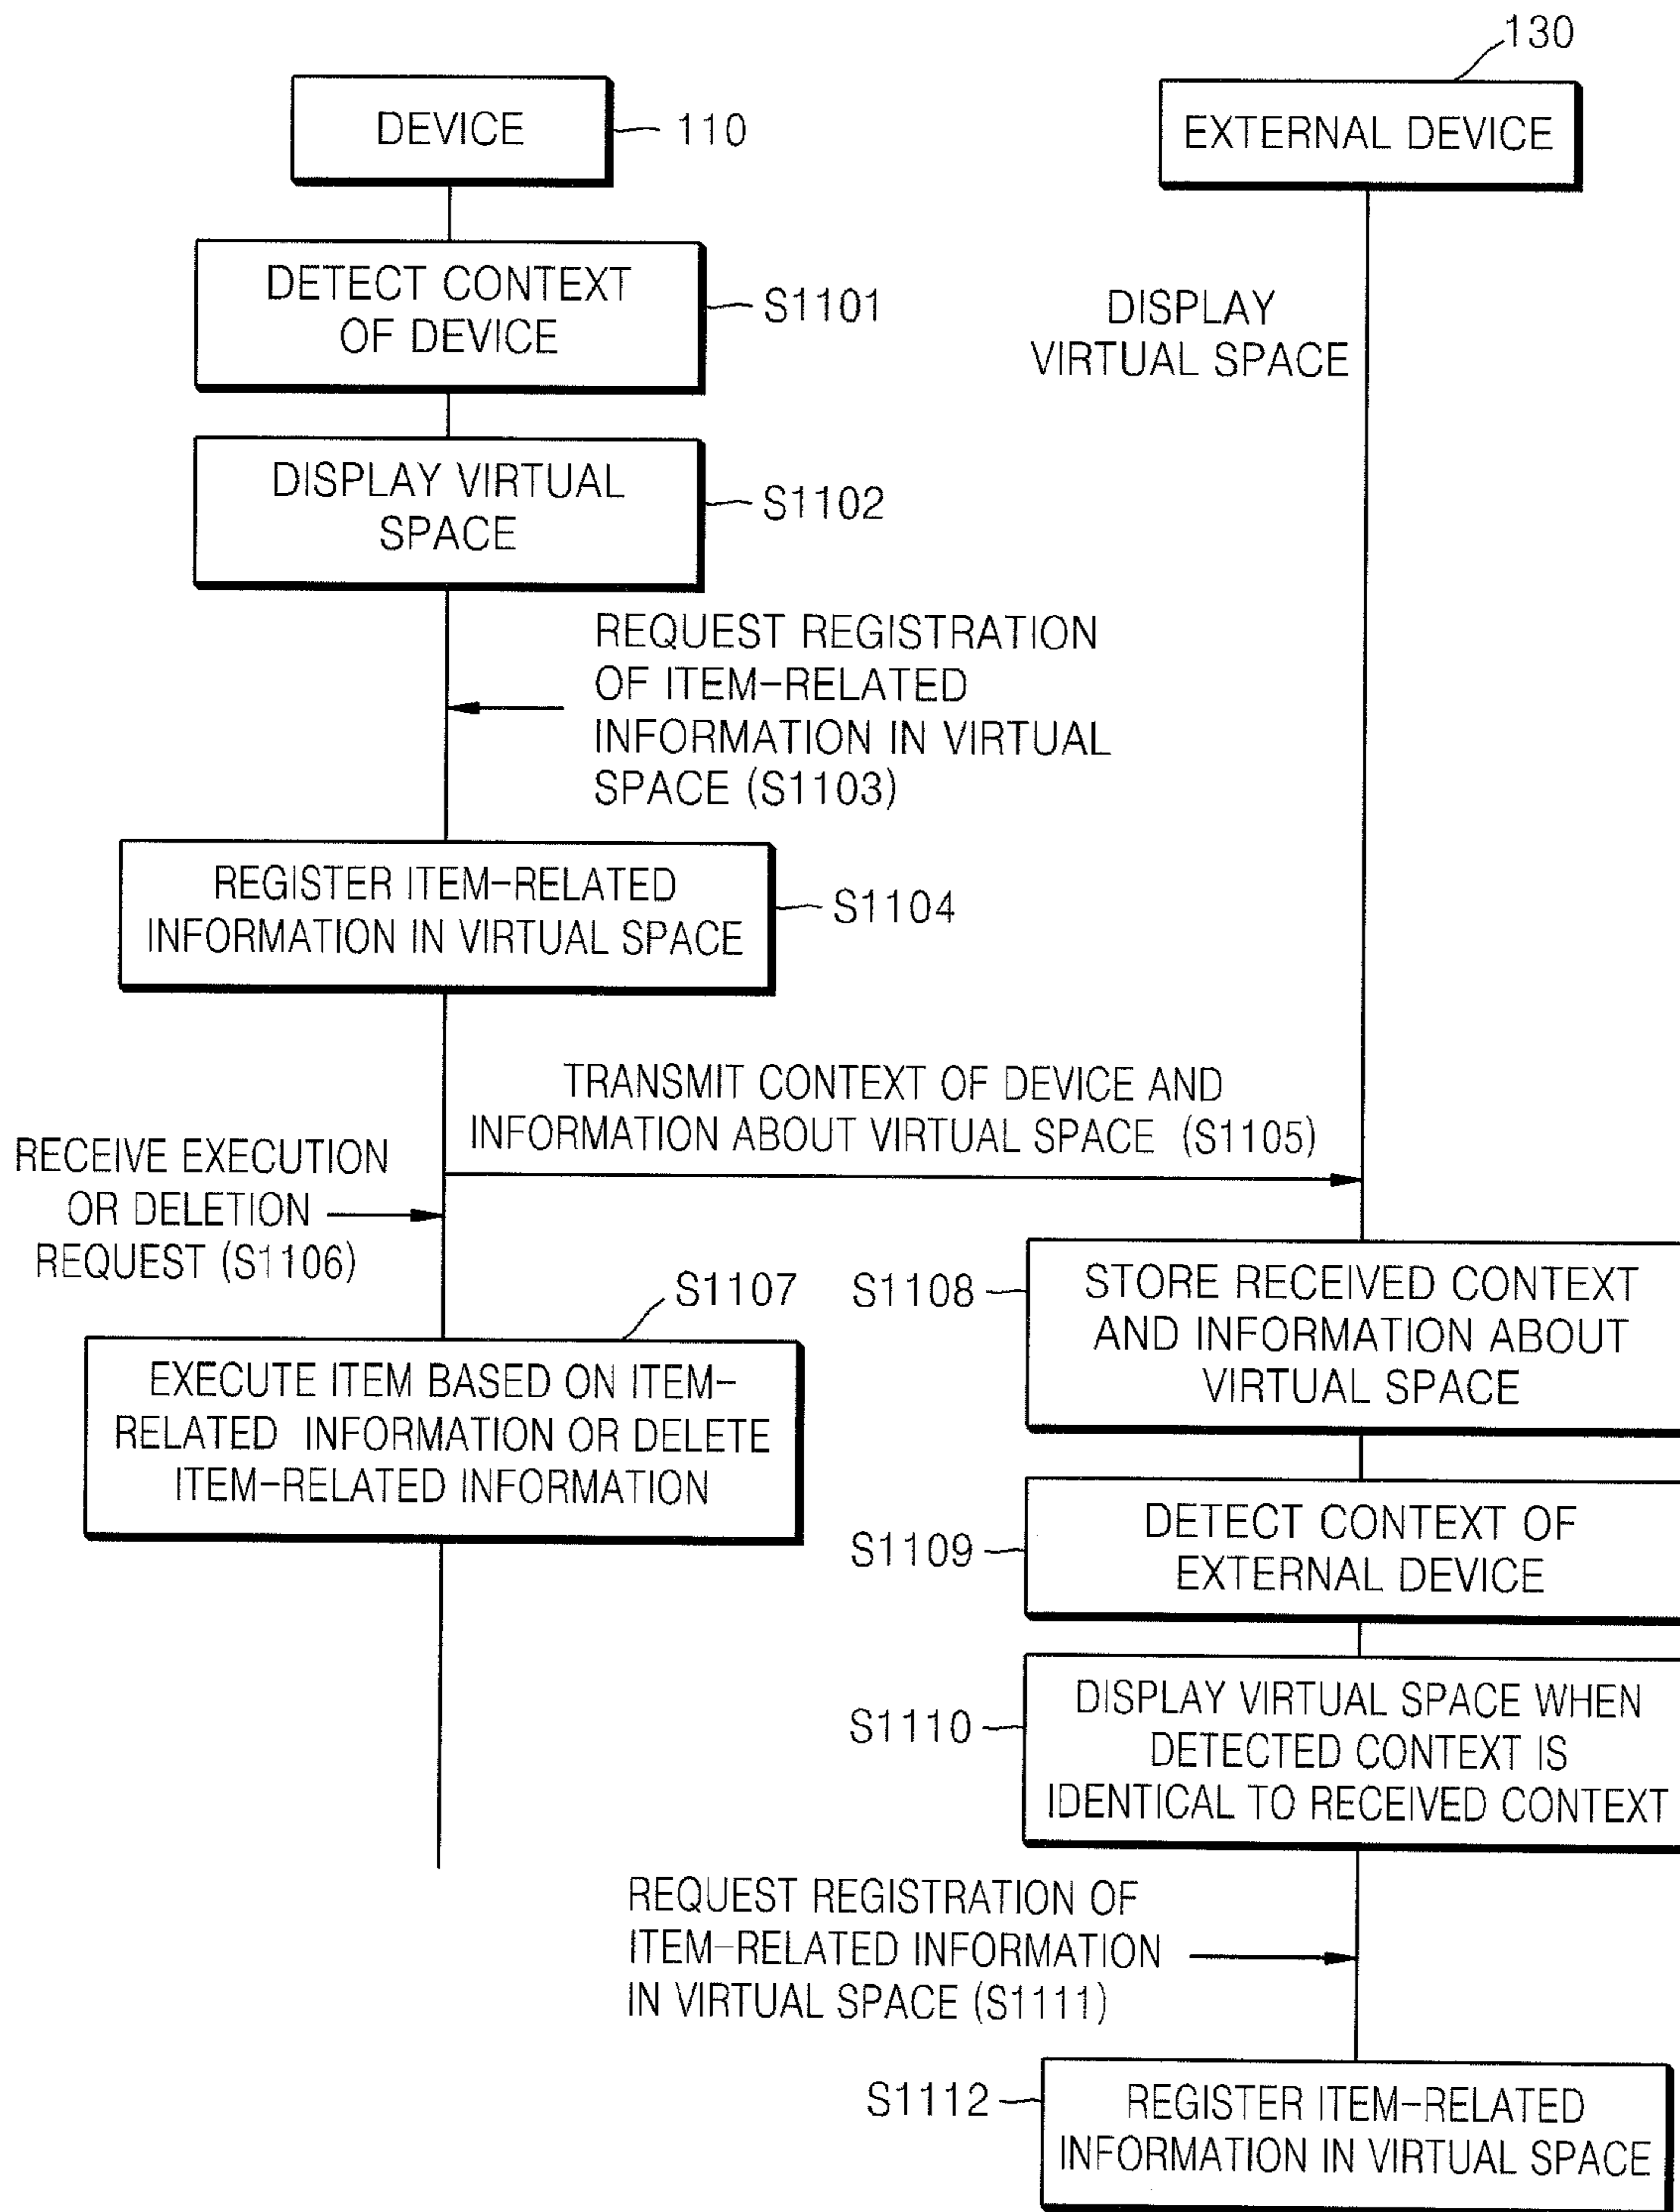 130
DEVICE
110
EXTERNAL DEVICE
DETECT CONTEXT
OF DEVICE
S1101
DISPLAY
VIRTUAL SPACE
DISPLAY VIRTUAL
SPACE
S1102
REQUEST REGISTRATION
OF ITEM-RELATED
INFORMATION IN VIRTUAL
SPACE (S1103)
REGISTER ITEM-RELATED
INFORMATION IN VIRTUAL SPACE
S1104
TRANSMIT CONTEXT OF DEVICE AND
INFORMATION ABOUT VIRTUAL SPACE (S1105)
RECEIVE EXECUTION
OR DELETION
REQUEST (S1106)
S1107
EXECUTE ITEM BASED ON ITEM-
RELATED INFORMATION OR DELETE
ITEM-RELATED INFORMATION
S1108
STORE RECEIVED CONTEXT
AND INFORMATION ABOUT
VIRTUAL SPACE
S1109
DETECT CONTEXT OF
EXTERNAL DEVICE
S1110
DISPLAY VIRTUAL SPACE WHEN
DETECTED CONTEXT IS
IDENTICAL TO RECEIVED CONTEXT
REQUEST REGISTRATION OF
ITEM-RELATED INFORMATION
IN VIRTUAL SPACE (S1111)
S1112
REGISTER ITEM-RELATED
INFORMATION IN VIRTUAL SPACE